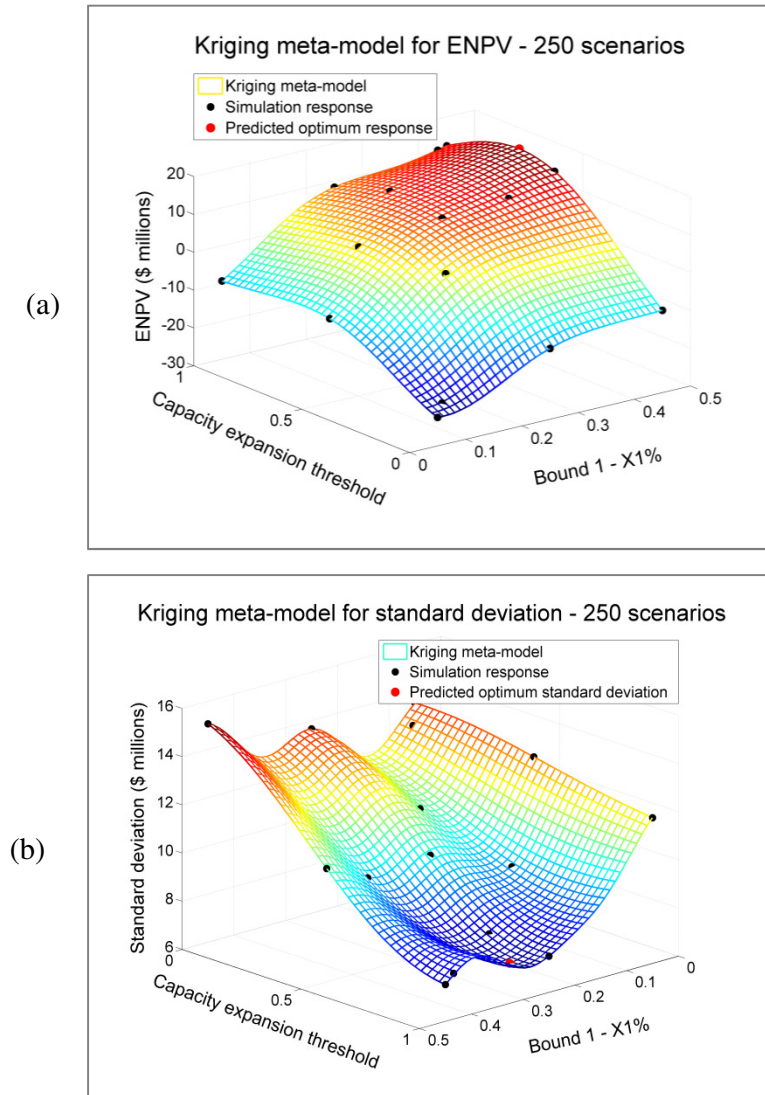 Kriging meta-model for ENPV - 250 scenarios
Kriging meta-model
Simulation response
Predicted optimum response
20
10
0
-10
-20
-30
ENPV ($ millions)
1
0.5
0
Capacity expansion threshold
0
0.1
0.2
0.3
0.4
0.5
Bound 1 - X1%
(a)
Kriging meta-model for standard deviation - 250 scenarios
Kriging meta-model
Simulation response
Predicted optimum standard deviation
16
14
12
10
8
6
Standard deviation ($ millions)
0
0.5
1
Capacity expansion threshold
0.5
0.4
0.3
0.2
0.1
0
Bound 1 - X1%
(b)